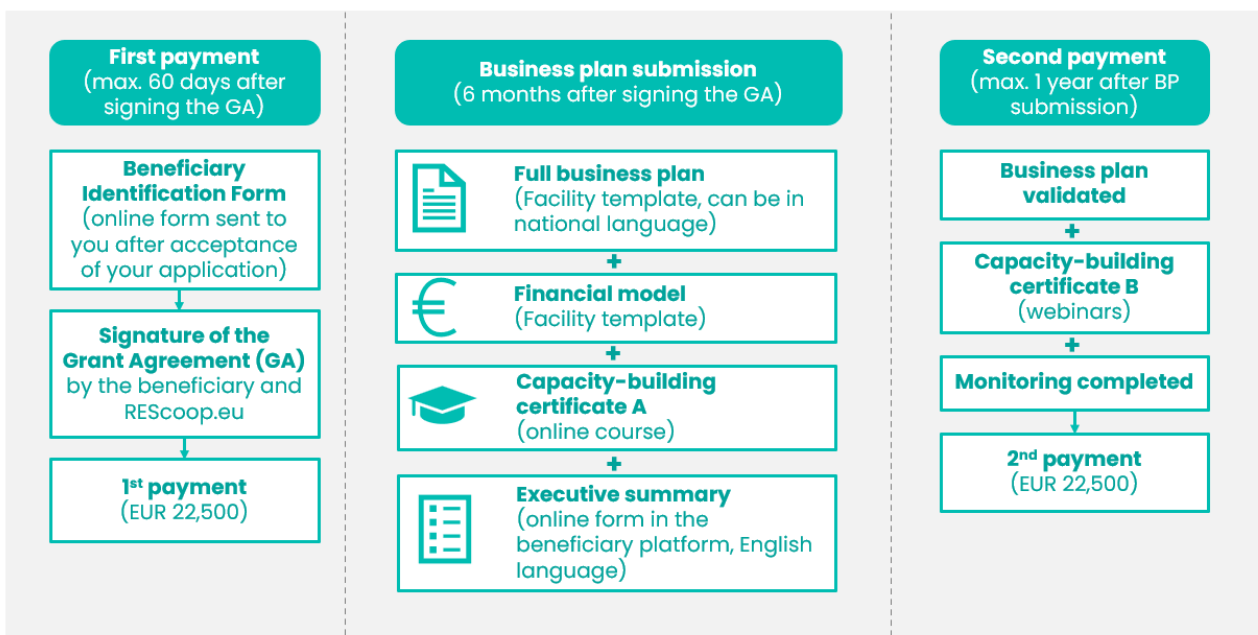 First payment
(max. 60 days after
signing the GA)
Beneficiary
Identification Form
(online form sent to
you after acceptance
of your application)
Signature of the
Grant Agreement (GA)
by the beneficiary and
REScoop.eu
1st payment
(EUR 22,500)
Business plan submission
(6 months after signing the GA)
Full business plan
(Facility template, can be in
national language)
+
Financial model
(Facility template)
+
Capacity-building
certificate A
(online course)
+
Executive summary
(online form in the
beneficiary platform, English
language)
Second payment
(max. 1 year after BP
submission)
Business plan
validated
+
Capacity-building
certificate B
(webinars)
+
Monitoring completed
2nd payment
(EUR 22,500)